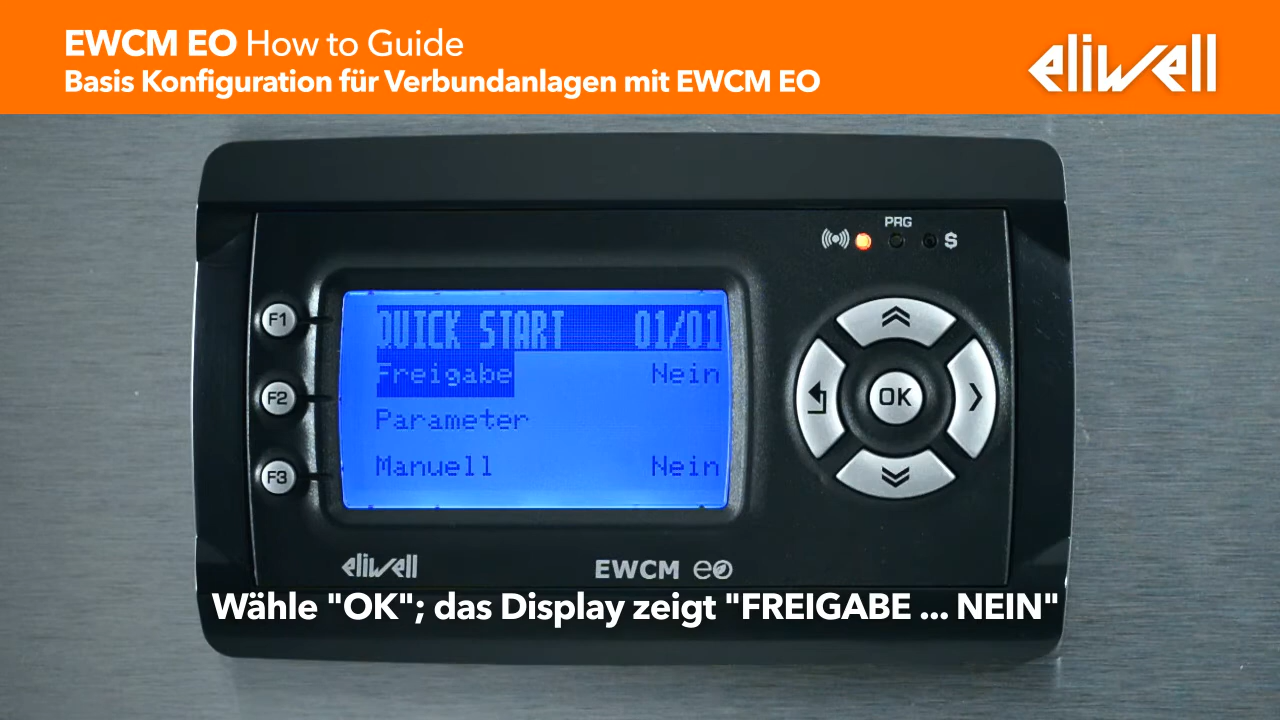 EWCM EO How to Guide
Basis Konfiguration für Verbundanlagen mit EWCM EO
eliwell
PRG
S
F1
F2
F3
QUICK START 01/01
Freigabe Nein
Parameter
Manuell Nein
OK
eliwell
EWCM eo
Wähle "OK"; das Display zeigt "FREIGABE ... NEIN"